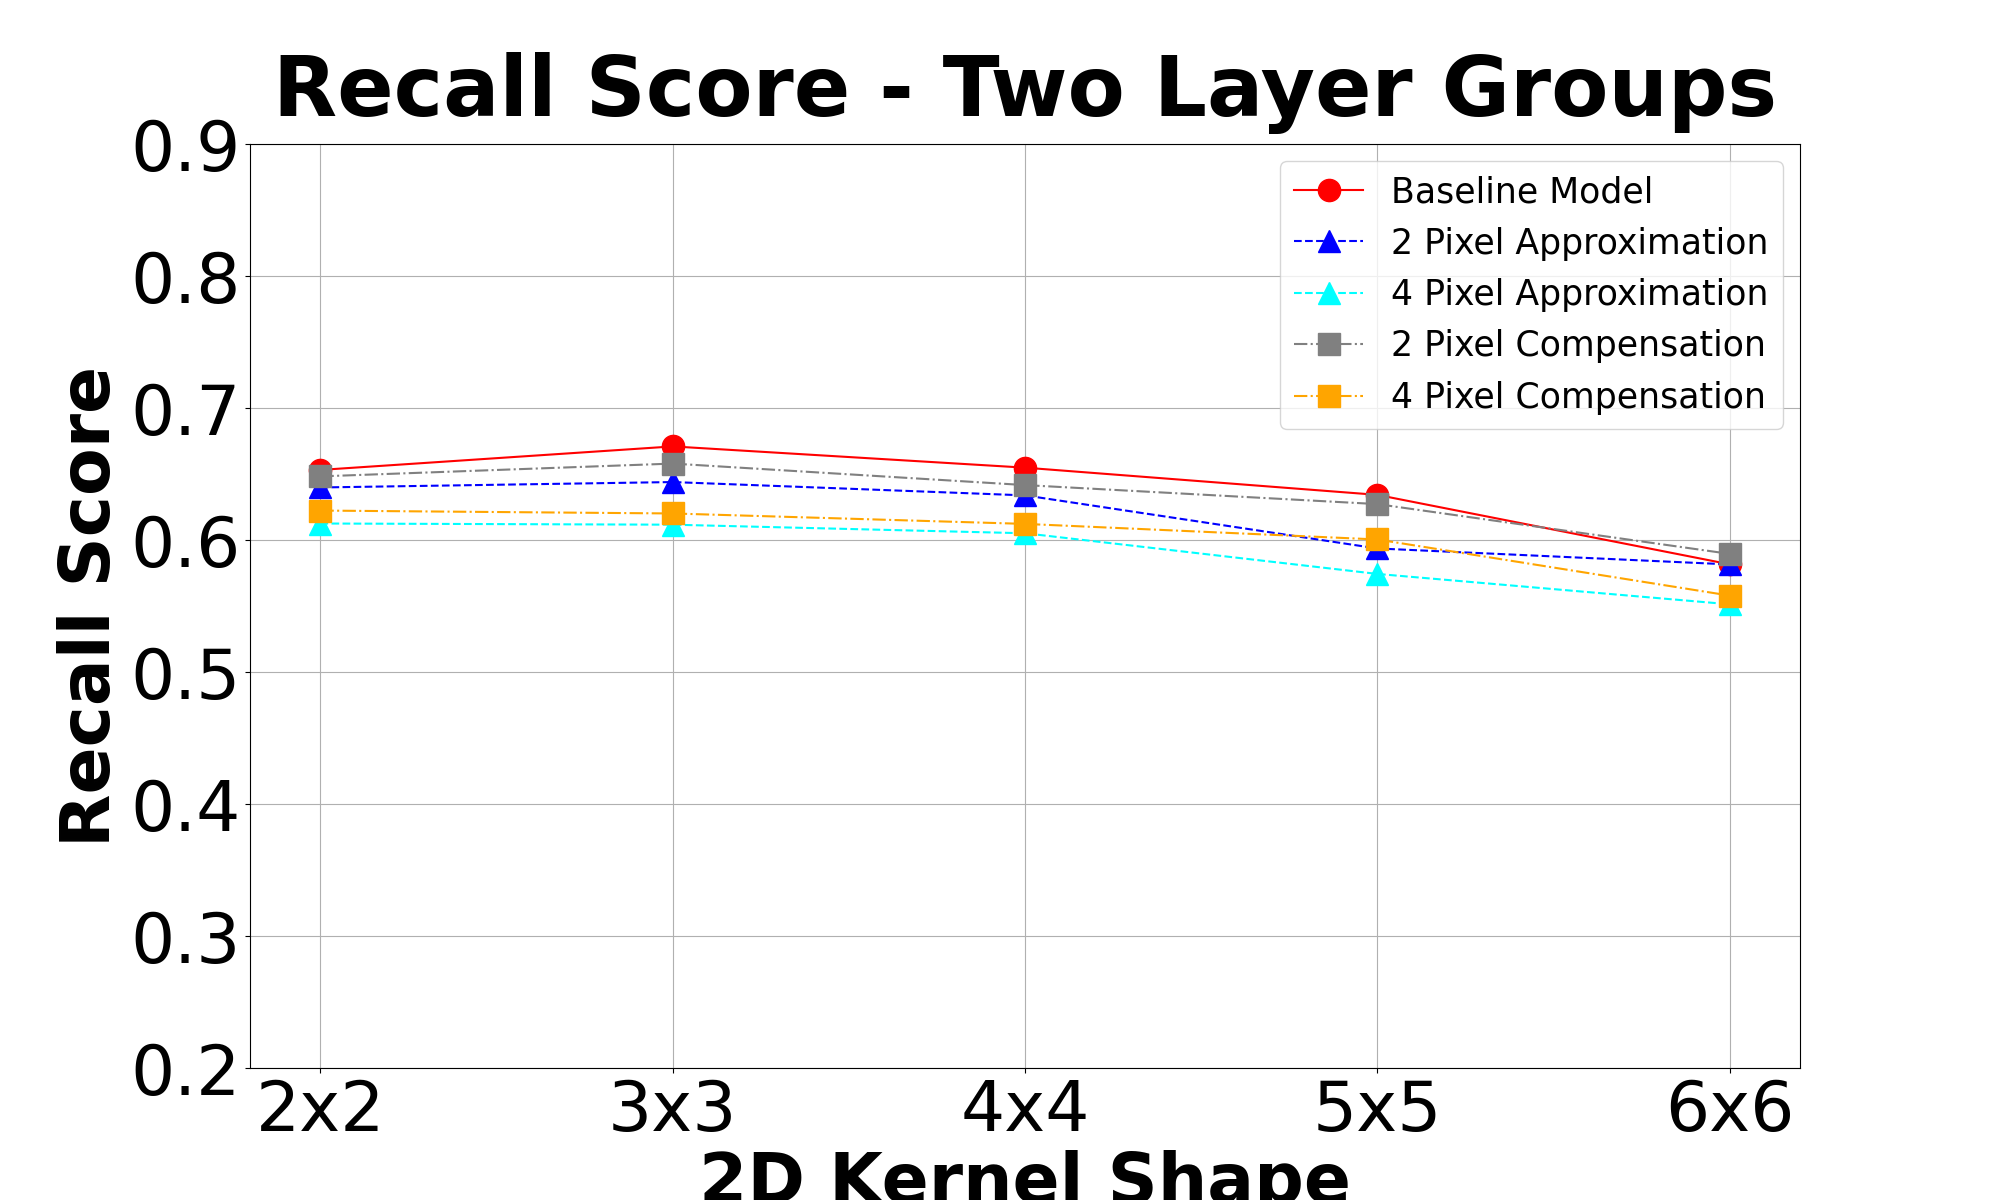 Recall Score - Two Layer Groups
0.9
0.8
0.7
0.6
0.5
0.4
0.3
0.2
Recall Score
Baseline Model
2 Pixel Approximation
4 Pixel Approximation
2 Pixel Compensation
4 Pixel Compensation
2x2 3x3 4x4 5x5 6x6
2D Kernel Shape